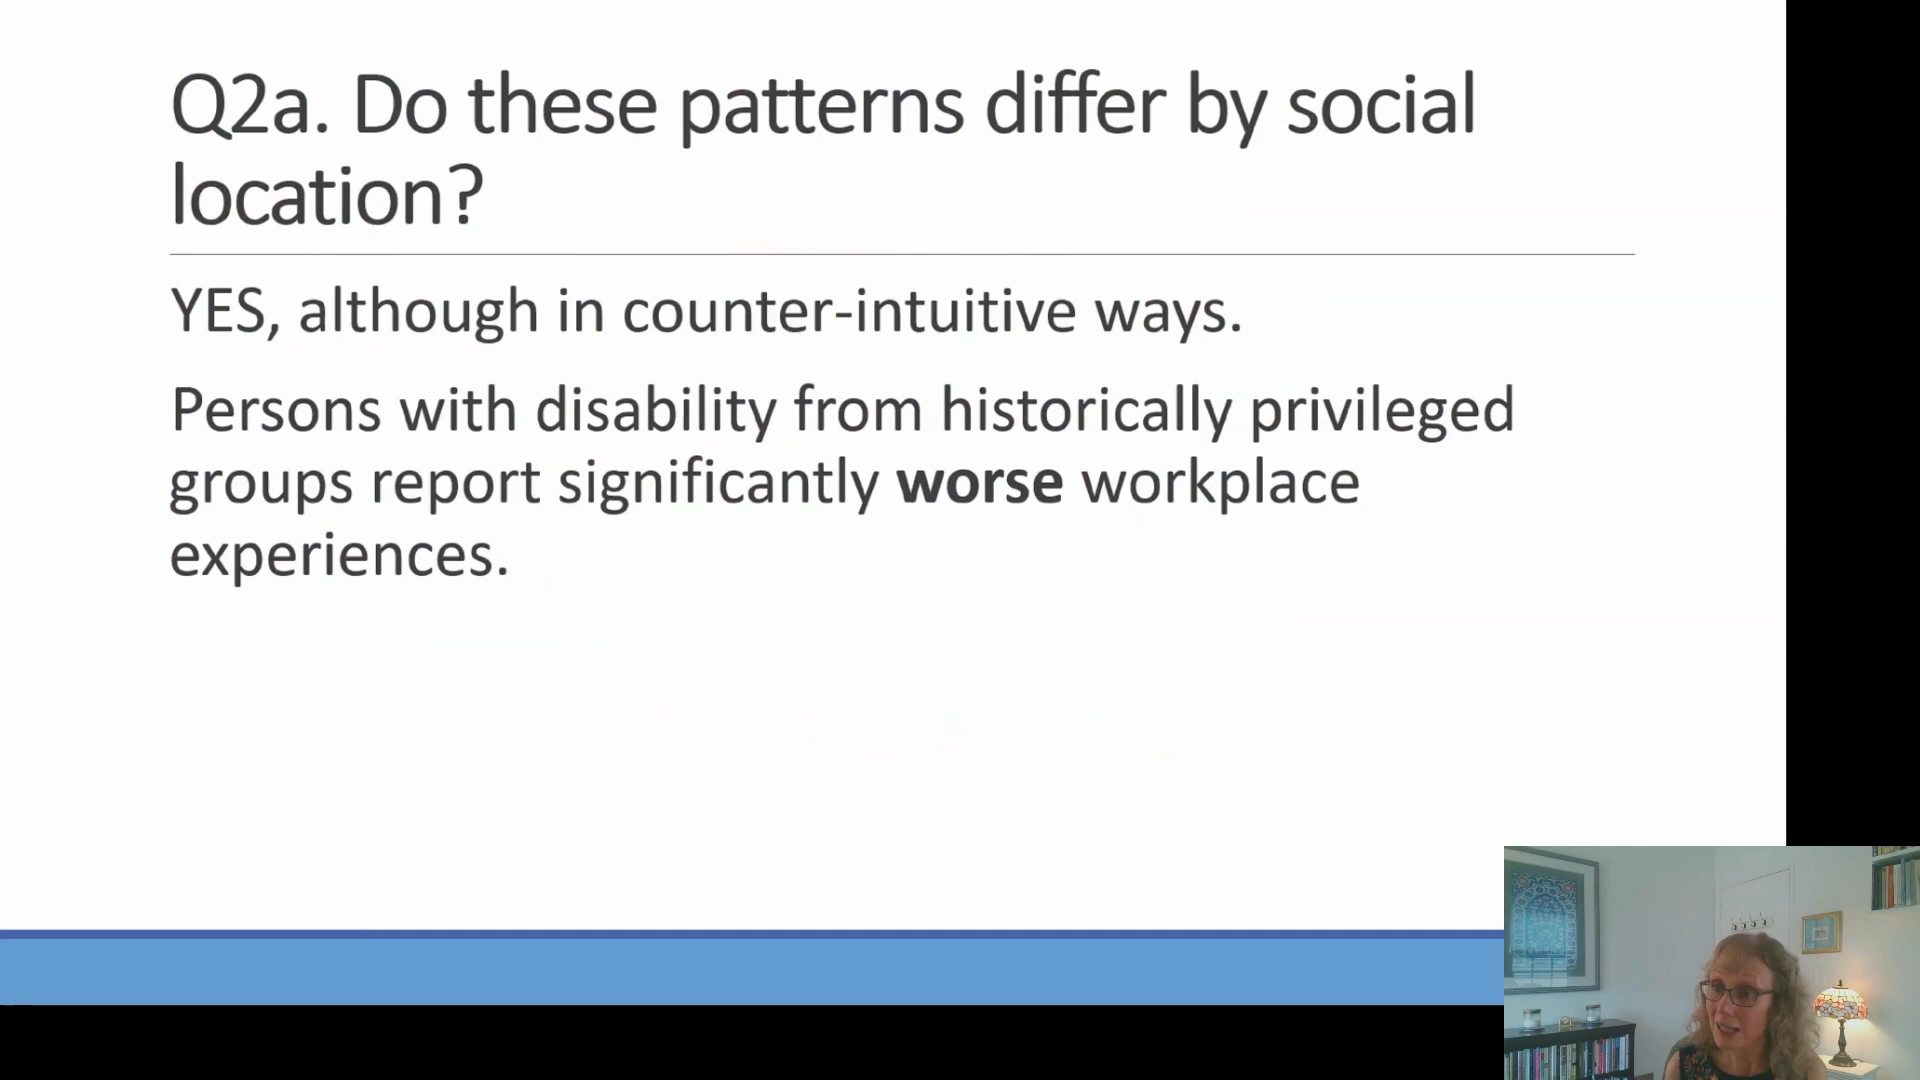 Q2a. Do these patterns differ by social
location?
YES, although in counter-intuitive ways.
Persons with disability from historically privileged
groups report significantly worse workplace
experiences.